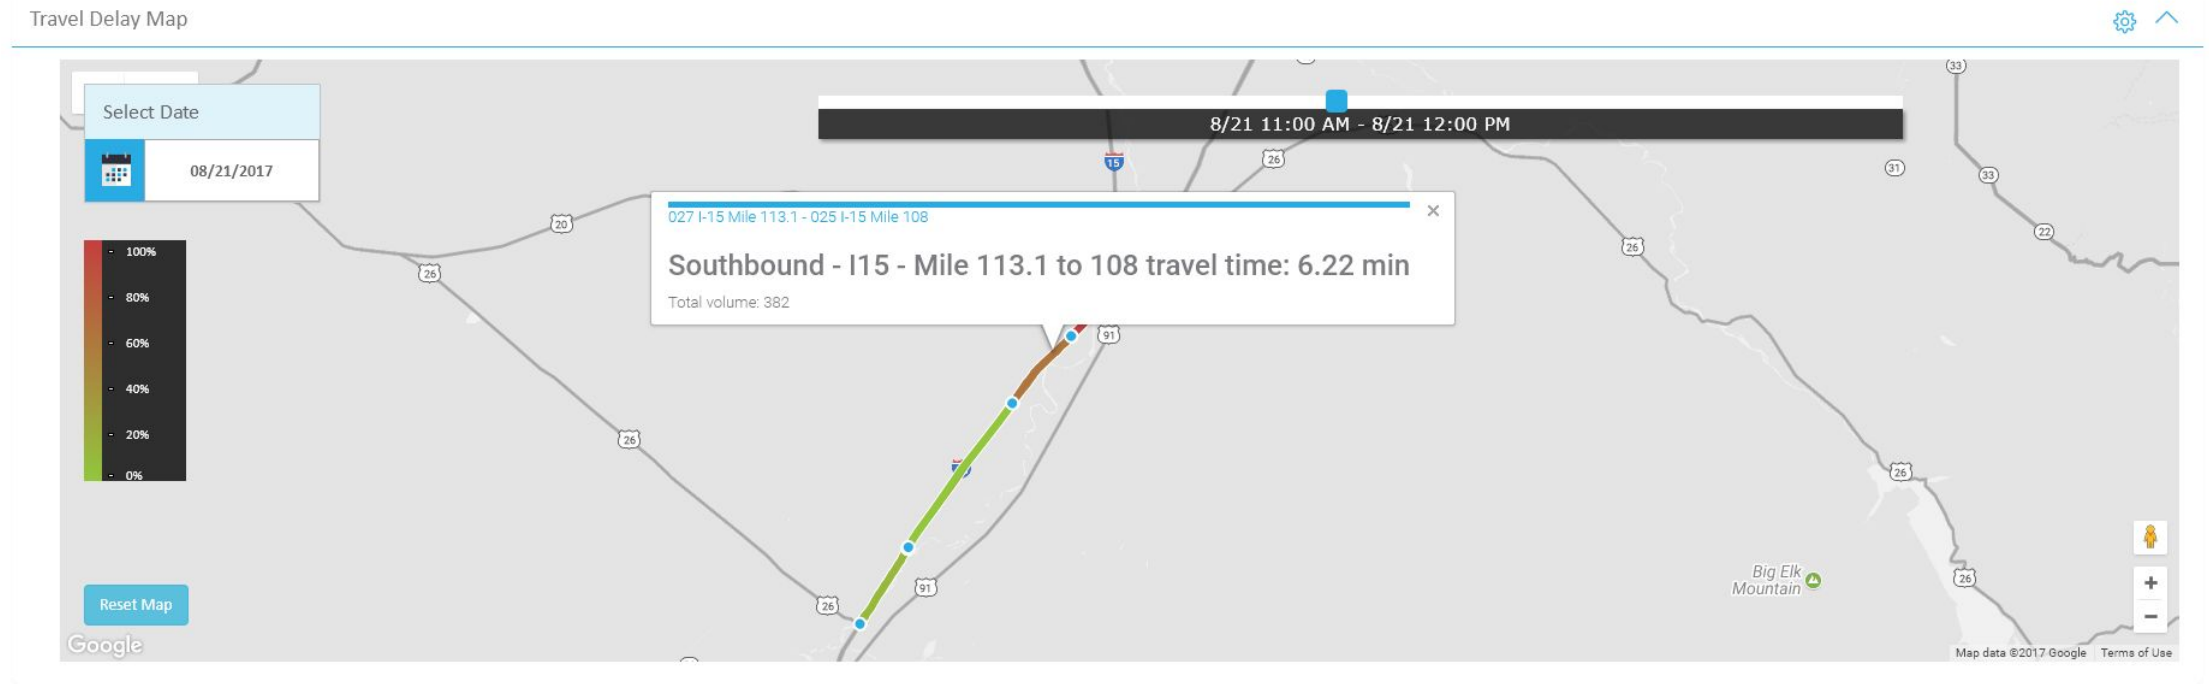 Travel Delay Map
Select Date
08/21/2017
8/21 11:00 AM - 8/21 12:00 PM
027 I-15 Mile 113.1 - 025 I-15 Mile 108
Southbound - I15 - Mile 113.1 to 108 travel time: 6.22 min
Total volume: 382
100%
80%
60%
40%
20%
0%
33
15
26
31
33
20
22
26
26
91
26
26
91
26
26
Big Elk
Mountain
Reset Map
Google
Map data ©2017 Google
Terms of Use